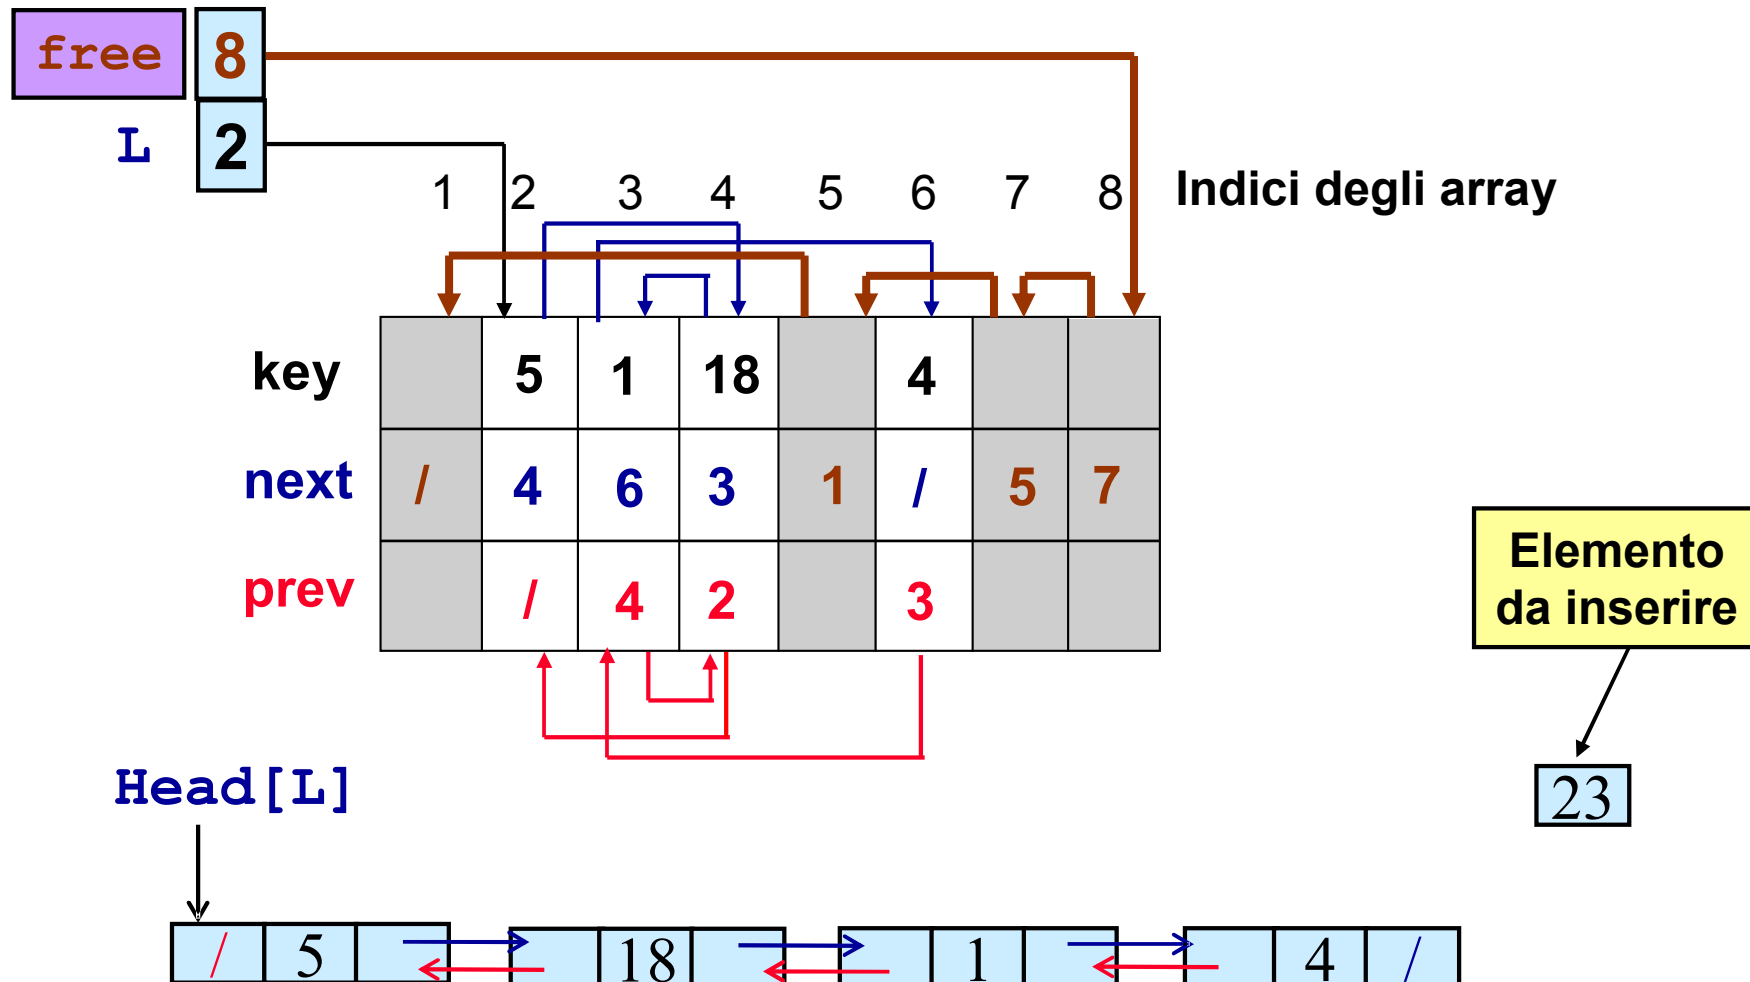 free 8
L 2
1 2 3 4 5 6 7 8 Indici degli array
key 5 1 18 4
next / 4 6 3 1 / 5 7
prev / 4 2 3
Elemento
da inserire
Head[L]
23
/ 5 18 1 4 /